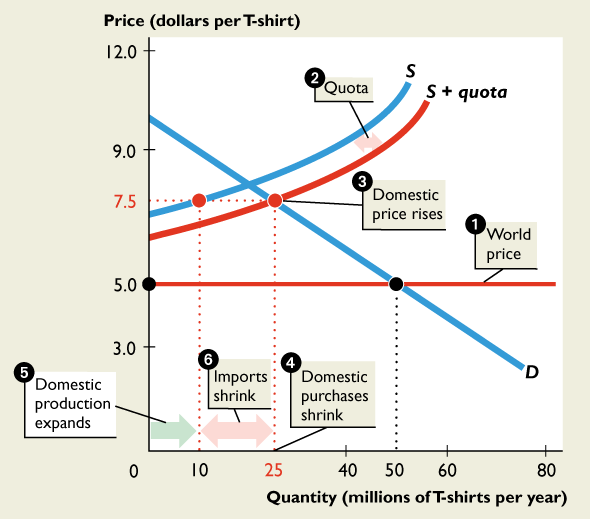 Price (dollars per T-shirt)
12.0
9.0
7.5
5.0
3.0
0
S
S + quota
2
Quota
3
Domestic
price rises
1
World
price
D
5
Domestic
production
expands
6
Imports
shrink
4
Domestic
purchases
shrink
10
25
40
50
60
80
Quantity (millions of T-shirts per year)